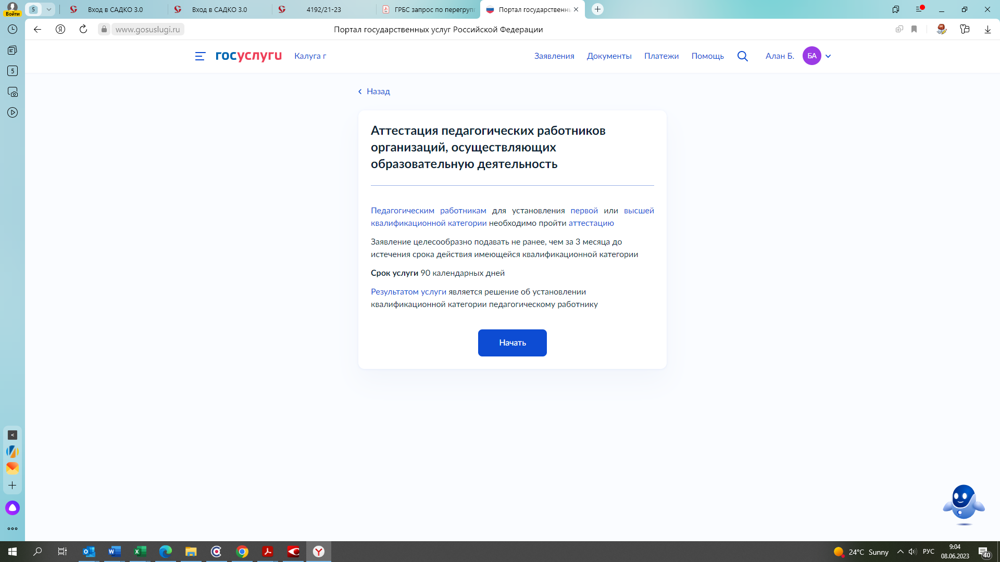 Войти
5
Вход в САДКО 3.0
Вход в САДКО 3.0
4192/21-23
ГРБС запрос по перегруп
Портал государственнь
www.gosuslugi.ru
Портал государственных услуг Российской Федерации
5
госуслуги
Калуга г
Заявления
Документы
Платежи
Помощь
Алан Б.
БА
Назад
Аттестация педагогических работников
организаций, осуществляющих
образовательную деятельность
Педагогическим работникам для установления первой или высшей
квалификационной категории необходимо пройти аттестацию
Заявление целесообразно подавать не ранее, чем за 3 месяца до
истечения срока действия имеющейся квалификационной категории
Срок услуги 90 календарных дней
Результатом услуги является решение об установлении
квалификационной категории педагогическому работнику
Начать
24°C Sunny
РУС
9:04
08.06.2023
40